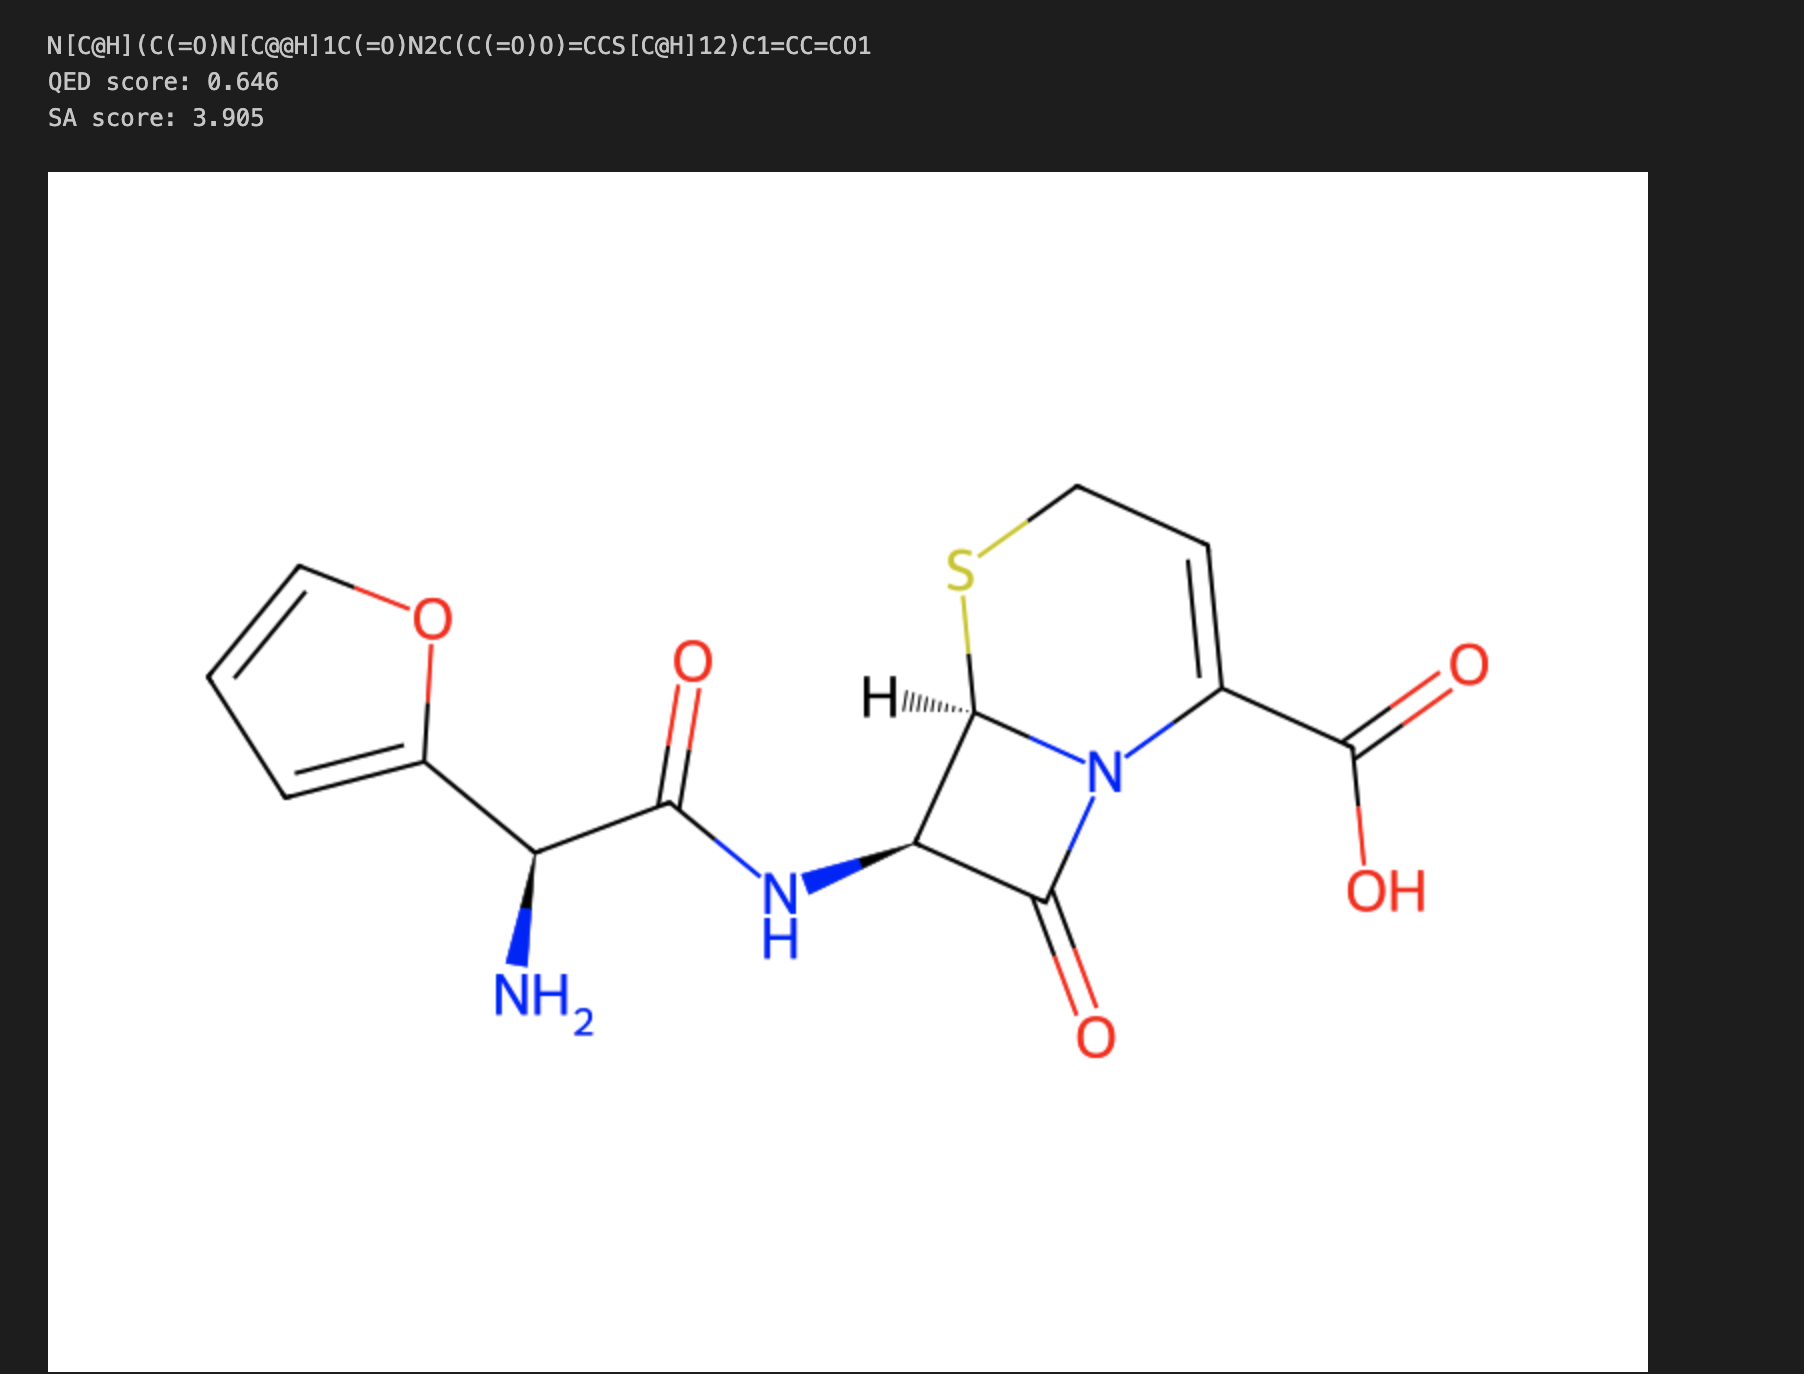 N[C@H](C(=O)N[C@@H]1C(=O)N2C(C(=O)O)=CCS[C@H]12)C1=CC=CO1
QED score: 0.646
SA score: 3.905
S
O
O
O
H
N
N
H
OH
NH2
O